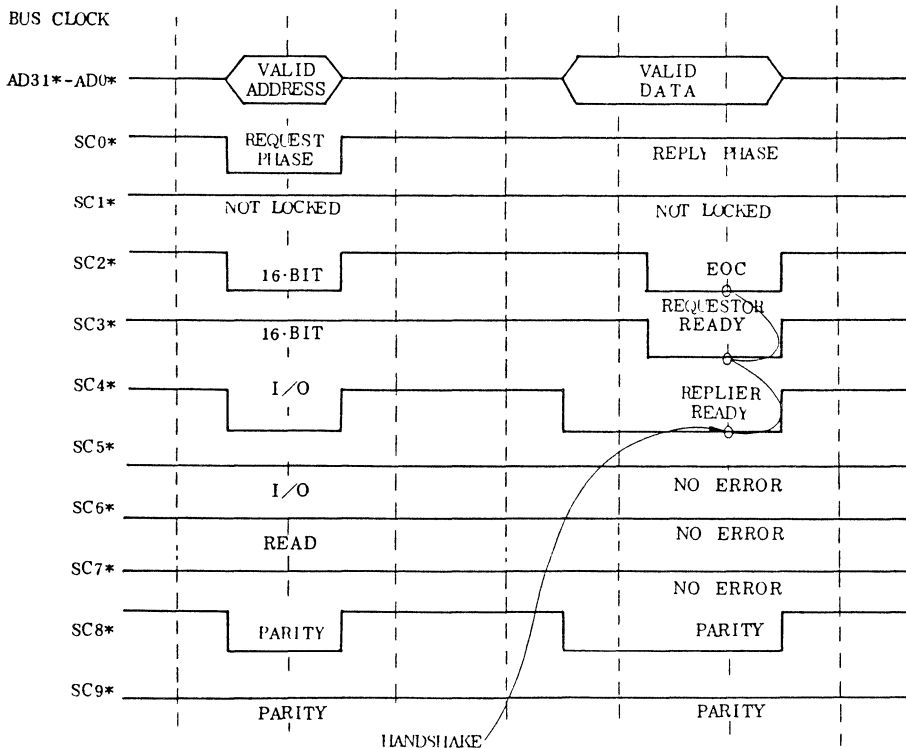 BUS CLOCK
AD31*-AD0*
VALID
ADDRESS
VALID
DATA
SC0*
REQUEST
PHASE
REPLY PHASE
SC1*
NOT LOCKED
NOT LOCKED
SC2*
16-BIT
EOC
SC3*
16-BIT
REQUESTOR
READY
SC4*
I/O
REPLIER
READY
SC5*
I/O
NO ERROR
SC6*
READ
NO ERROR
SC7*
NO ERROR
SC8*
PARITY
PARITY
SC9*
PARITY
PARITY
HANDSHAKE